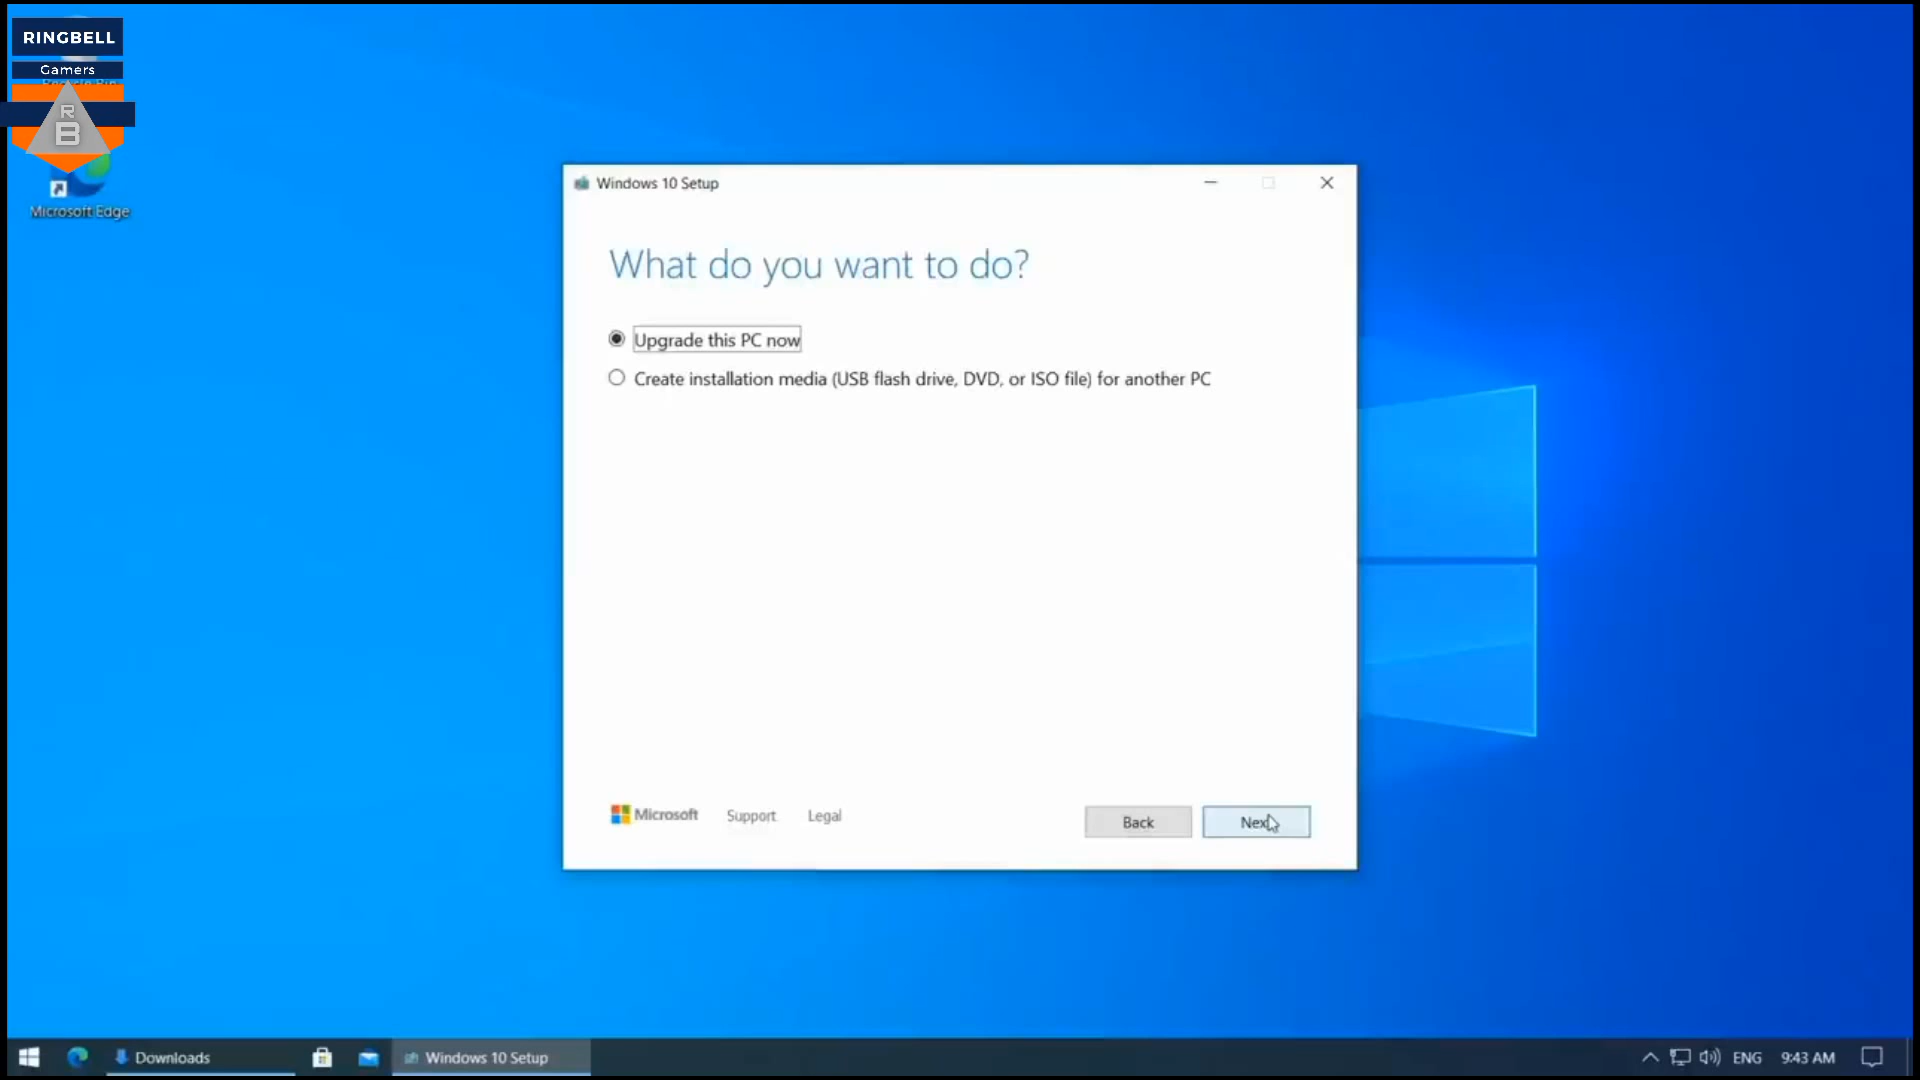 RINGBELL
Gamers
R
B
Microsoft Edge
Windows 10 Setup
What do you want to do?
Upgrade this PC now
Create installation media (USB flash drive, DVD, or ISO file) for another PC
Microsoft Support Legal
Back Next
Downloads Windows 10 Setup ENG 9:43 AM